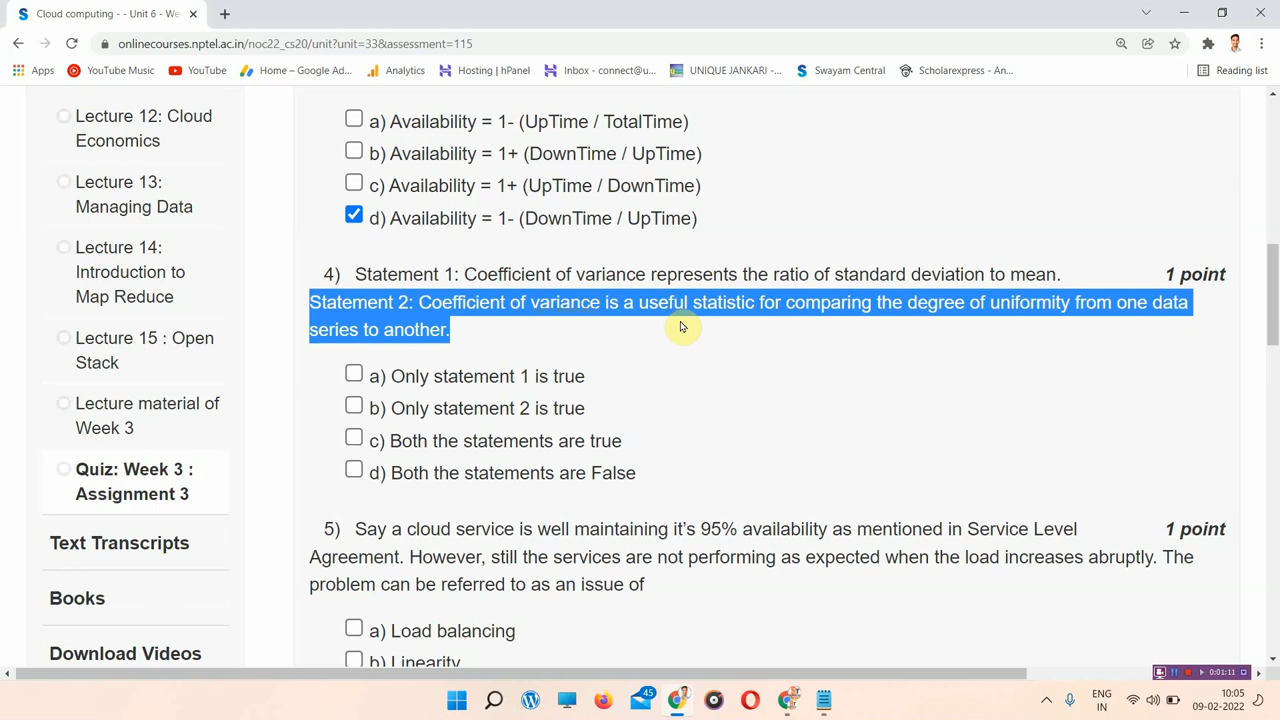 Cloud computing - - Unit 6 - We
onlinecourses.nptel.ac.in/noc22_cs20/unit?unit=33&assessment=115
Apps YouTube Music YouTube Home – Google Ad... Analytics Hosting | hPanel Inbox - connect@u... UNIQUE JANKARI -... Swayam Central Scholarexpress - An... Reading list
Lecture 12: Cloud
Economics
Lecture 13:
Managing Data
Lecture 14:
Introduction to
Map Reduce
Lecture 15 : Open
Stack
Lecture material of
Week 3
Quiz: Week 3 :
Assignment 3
Text Transcripts
Books
Download Videos
a) Availability = 1- (UpTime / TotalTime)
b) Availability = 1+ (DownTime / UpTime)
c) Availability = 1+ (UpTime / DownTime)
d) Availability = 1- (DownTime / UpTime)
4) Statement 1: Coefficient of variance represents the ratio of standard deviation to mean. 1 point
Statement 2: Coefficient of variance is a useful statistic for comparing the degree of uniformity from one data
series to another.
a) Only statement 1 is true
b) Only statement 2 is true
c) Both the statements are true
d) Both the statements are False
5) Say a cloud service is well maintaining it's 95% availability as mentioned in Service Level 1 point
Agreement. However, still the services are not performing as expected when the load increases abruptly. The
problem can be referred to as an issue of
a) Load balancing
b) Linearity
0:01:11
45
ENG
IN
10:05
09-02-2022